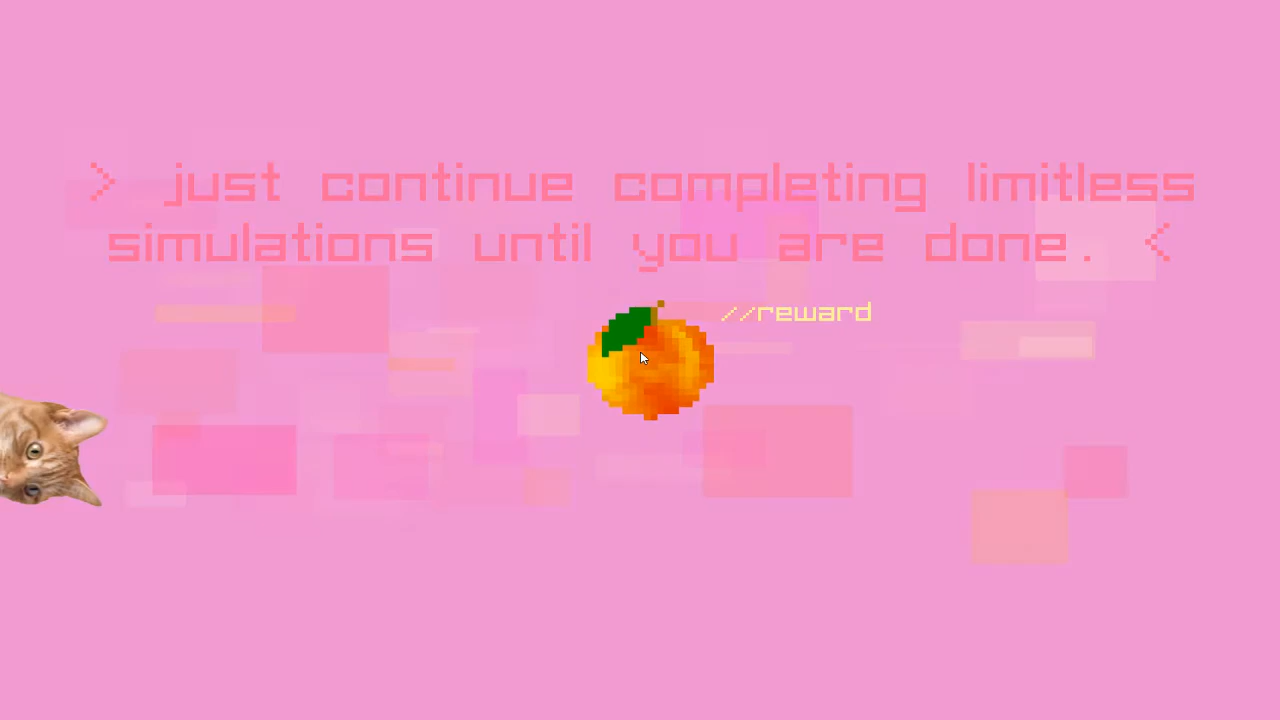 > just continue completing limitless
simulations until you are done. <
//reward